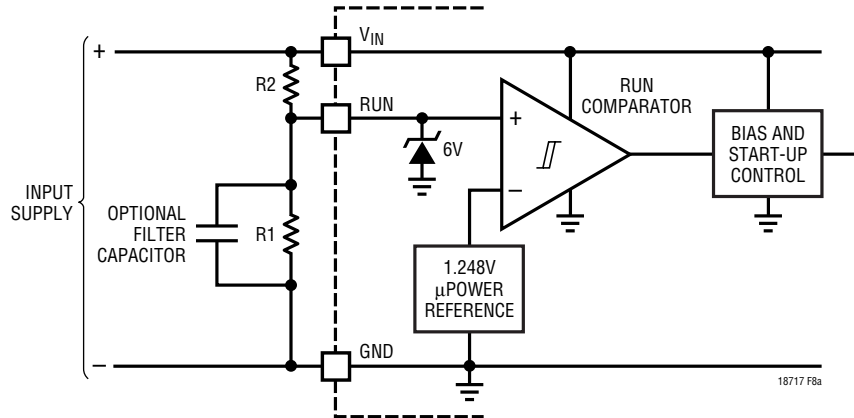 +
V_IN
R2
RUN
RUN
COMPARATOR
+
6V
–
BIAS AND
START-UP
CONTROL
INPUT
SUPPLY
OPTIONAL
FILTER
CAPACITOR
R1
1.248V
µPOWER
REFERENCE
–
GND
18717 F8a